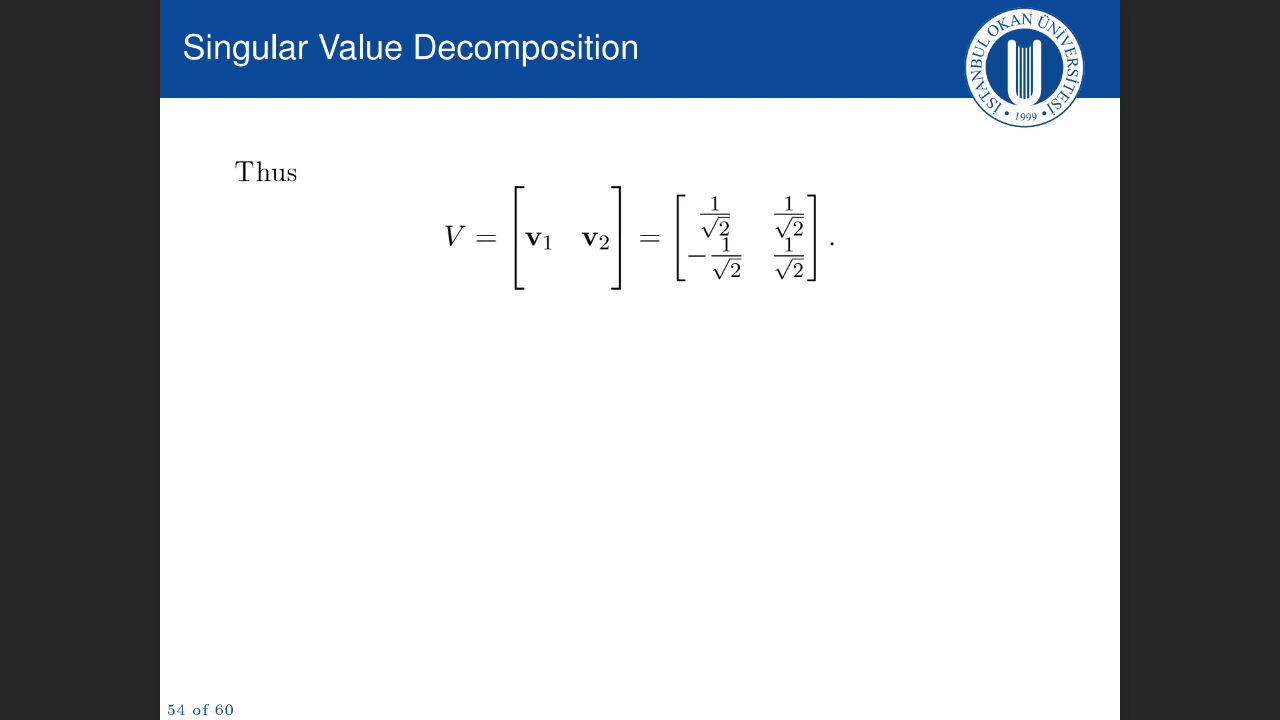 Singular Value Decomposition
İSTANBUL OKAN ÜNİVERSİTESİ
• 1999 •
Thus
V = [v₁ v₂] = [1/√2 1/√2; −1/√2 1/√2].
54 of 60